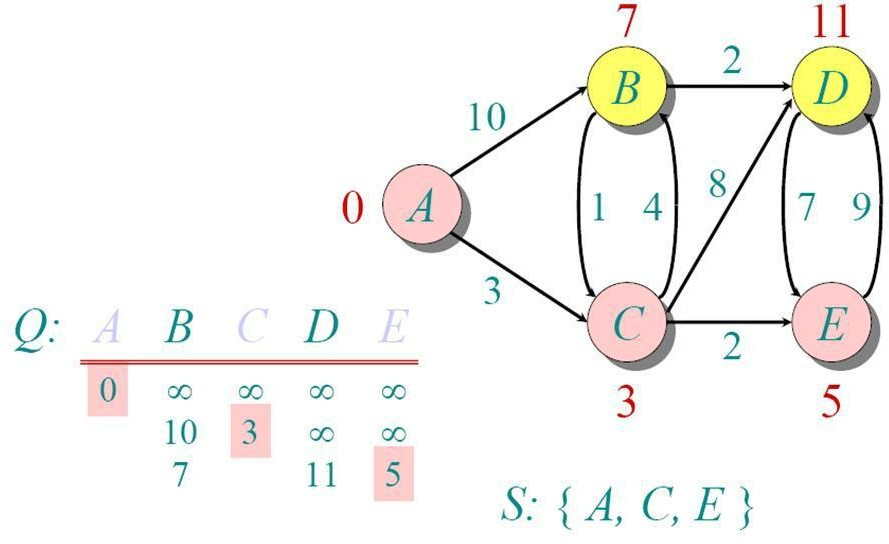 7 11
B 2 D
10
A
0
1 4 8 7 9
3
C 2 E
3 5
Q: A B C D E
0 ∞ ∞ ∞ ∞
10 3 ∞ ∞
7 11 5
S: { A, C, E }